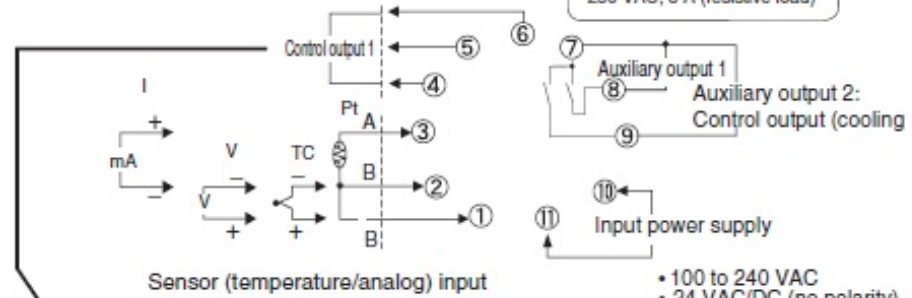 250 VAC, 3 A (resistive load)
Control output 1
⑥
⑤
④
⑦
Auxiliary output 1
⑧
Auxiliary output 2:
Control output (cooling
⑨
I
+
mA
−
V
−
V
+
TC
−
+
Pt
A
③
B
②
B
①
⑩
⑪
Input power supply
Sensor (temperature/analog) input
• 100 to 240 VAC
• 24 VAC/DC (no polarity)